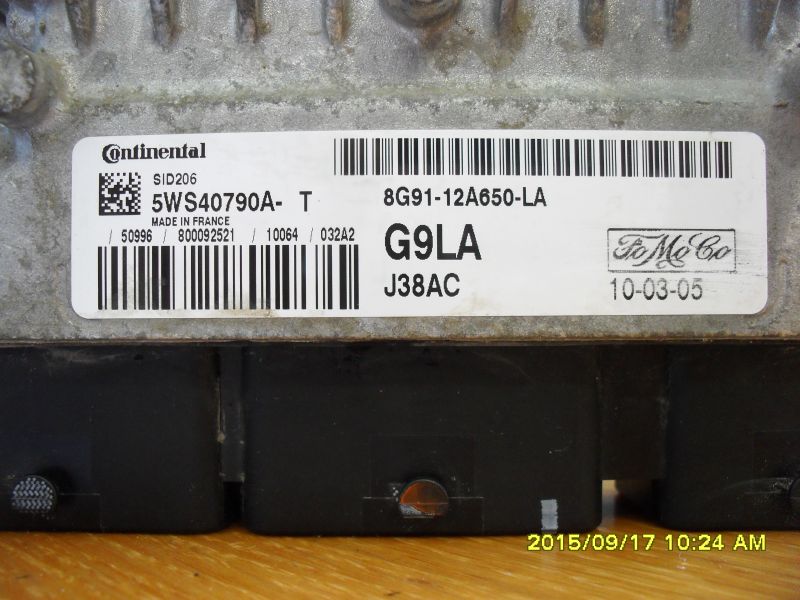 Continental
SID206
5WS40790A- T
MADE IN FRANCE
/ 50996 / 800092521 / 10064 / 032A2
8G91-12A650-LA
G9LA
J38AC
FoMoCo
10-03-05
2015/09/17 10:24 AM